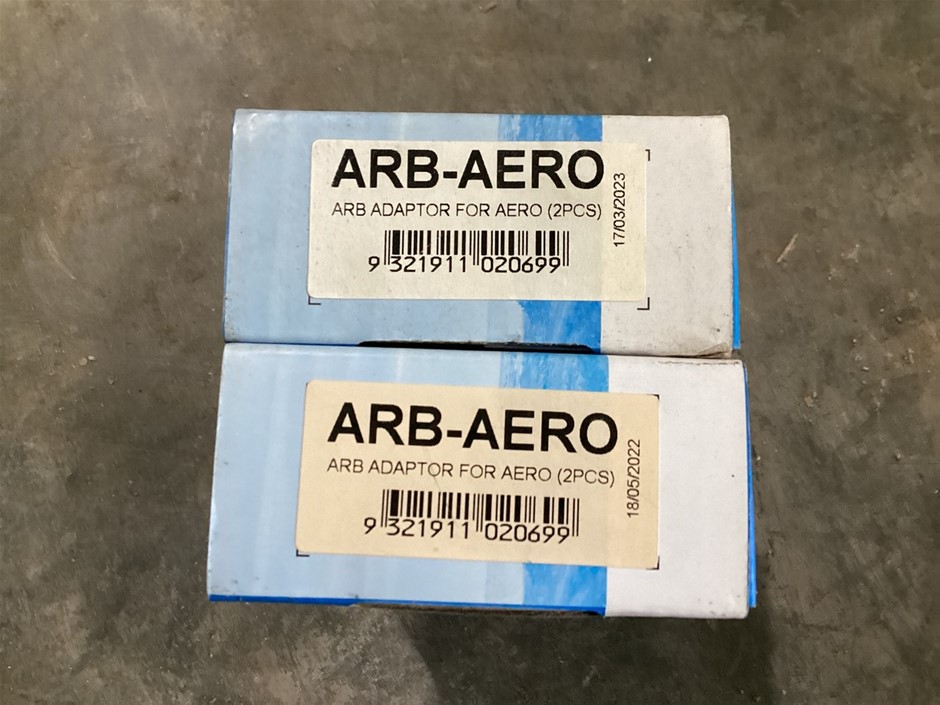 ARB-AERO
ARB ADAPTOR FOR AERO (2PCS)
17/03/2023
9 321911 020699
ARB-AERO
ARB ADAPTOR FOR AERO (2PCS)
18/05/2022
9 321911 020699